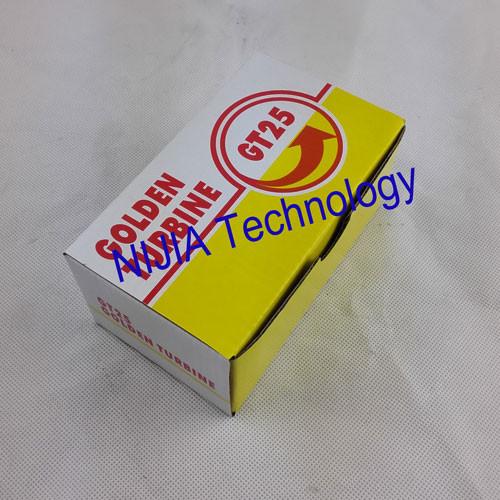 GOLDEN
TURBINE
GT25
NIJIA Technology
GT25
GOLDEN TURBINE